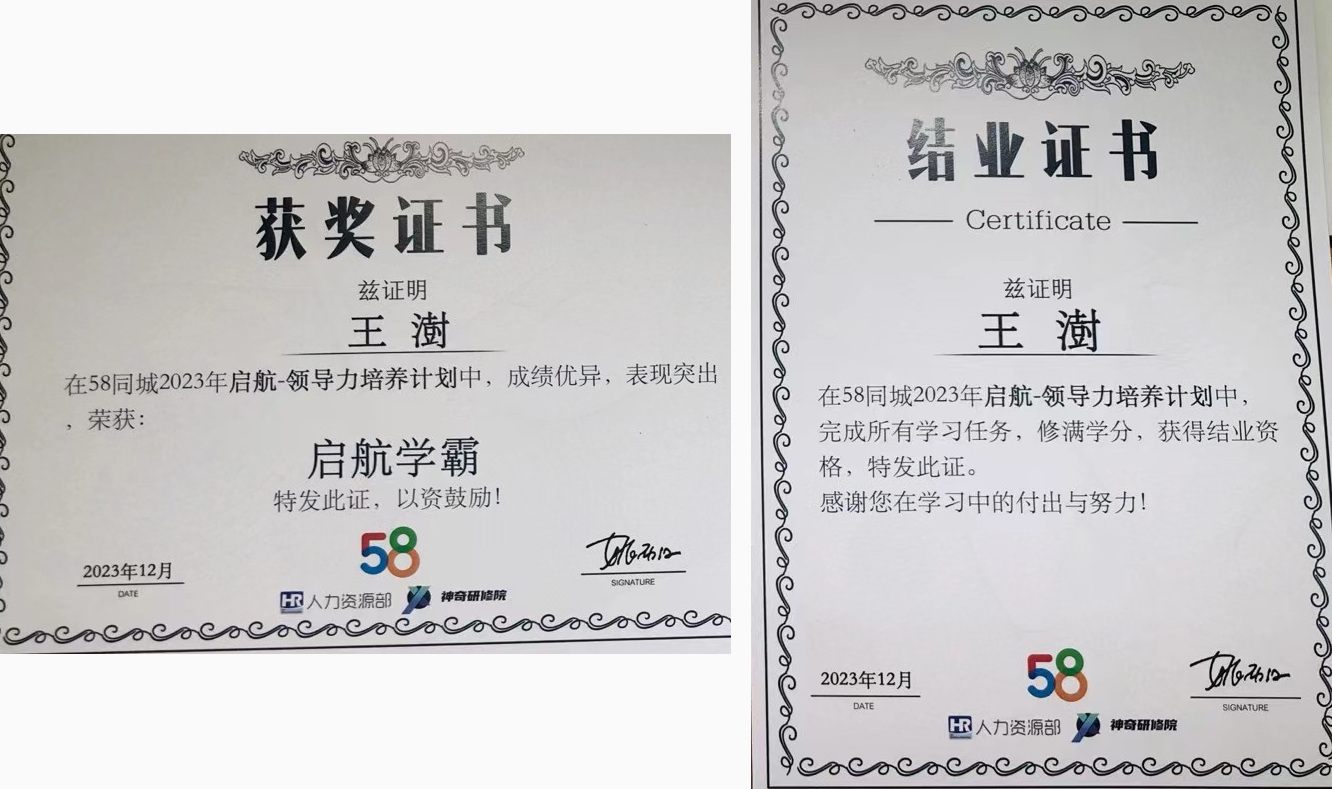 获奖证书
兹证明
王 澍
在58同城2023年启航-领导力培养计划中，成绩优异，表现突出
，荣获：
启航学霸
特发此证，以资鼓励！
58
2023年12月
DATE
SIGNATURE
HR 人力资源部 神奇研修院
结业证书
Certificate
兹证明
王 澍
在58同城2023年启航-领导力培养计划中，
完成所有学习任务，修满学分，获得结业资
格，特发此证。
感谢您在学习中的付出与努力！
58
2023年12月
DATE
SIGNATURE
HR 人力资源部 神奇研修院